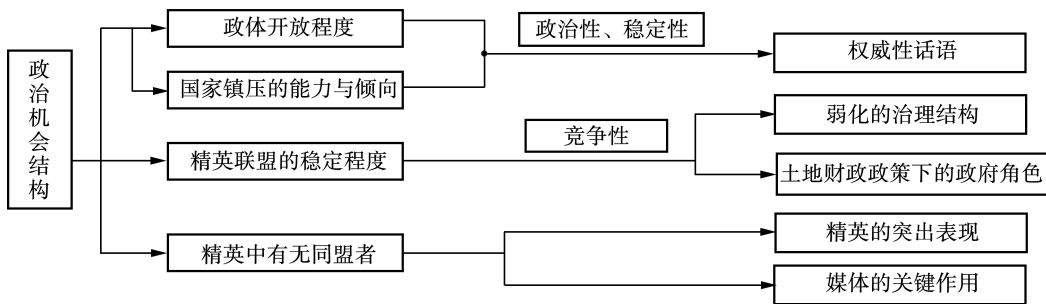 政治机会结构
政体开放程度
国家镇压的能力与倾向
精英联盟的稳定程度
精英中有无同盟者
政治性、稳定性
竞争性
权威性话语
弱化的治理结构
土地财政政策下的政府角色
精英的突出表现
媒体的关键作用